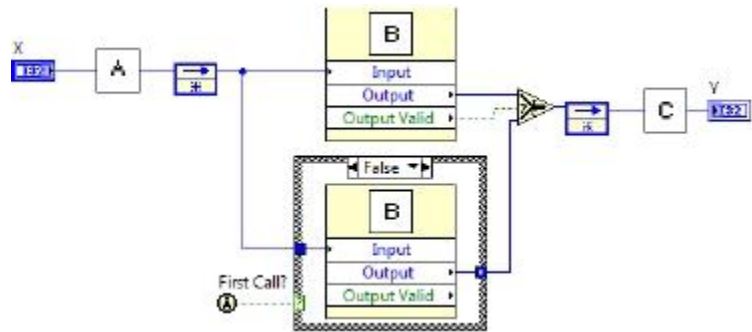 X
I32
A
B
Input
Output
Output Valid
Y
I32
C
False
B
Input
Output
Output Valid
First Call?
?